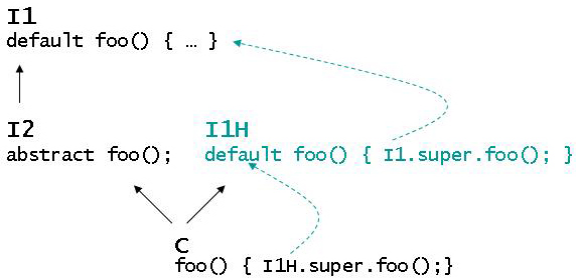 I1
default foo() { … }
I2
abstract foo();
I1H
default foo() { I1.super.foo(); }
C
foo() { I1H.super.foo();}